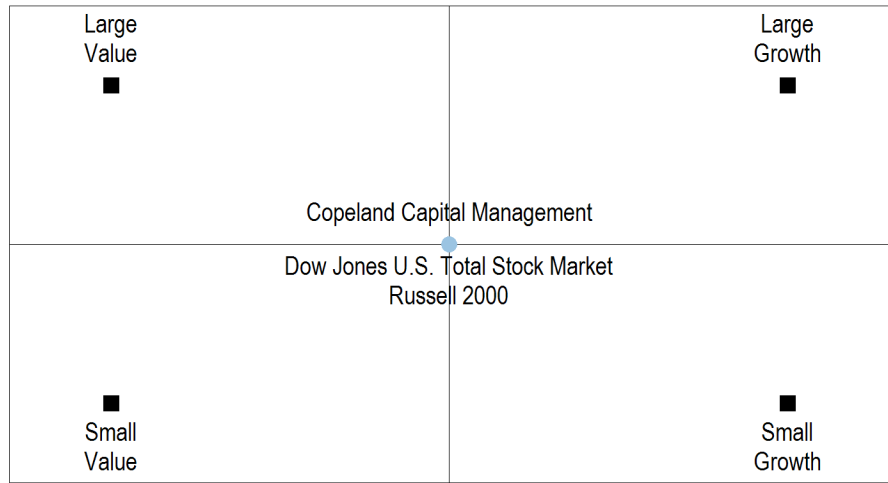 Large
Value
Large
Growth
Copeland Capital Management
Dow Jones U.S. Total Stock Market
Russell 2000
Small
Value
Small
Growth